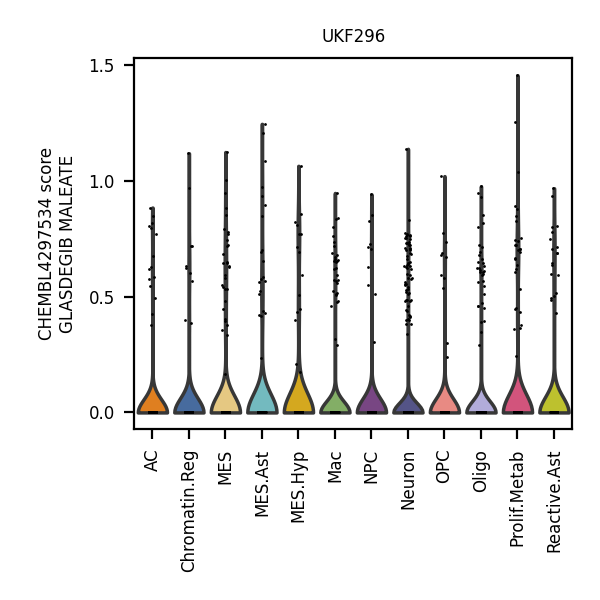 UKF296
CHEMBL4297534 score
GLASDEGIB MALEATE
1.5
1.0
0.5
0.0
AC
Chromatin.Reg
MES
MES.Ast
MES.Hyp
Mac
NPC
Neuron
OPC
Oligo
Prolif.Metab
Reactive.Ast